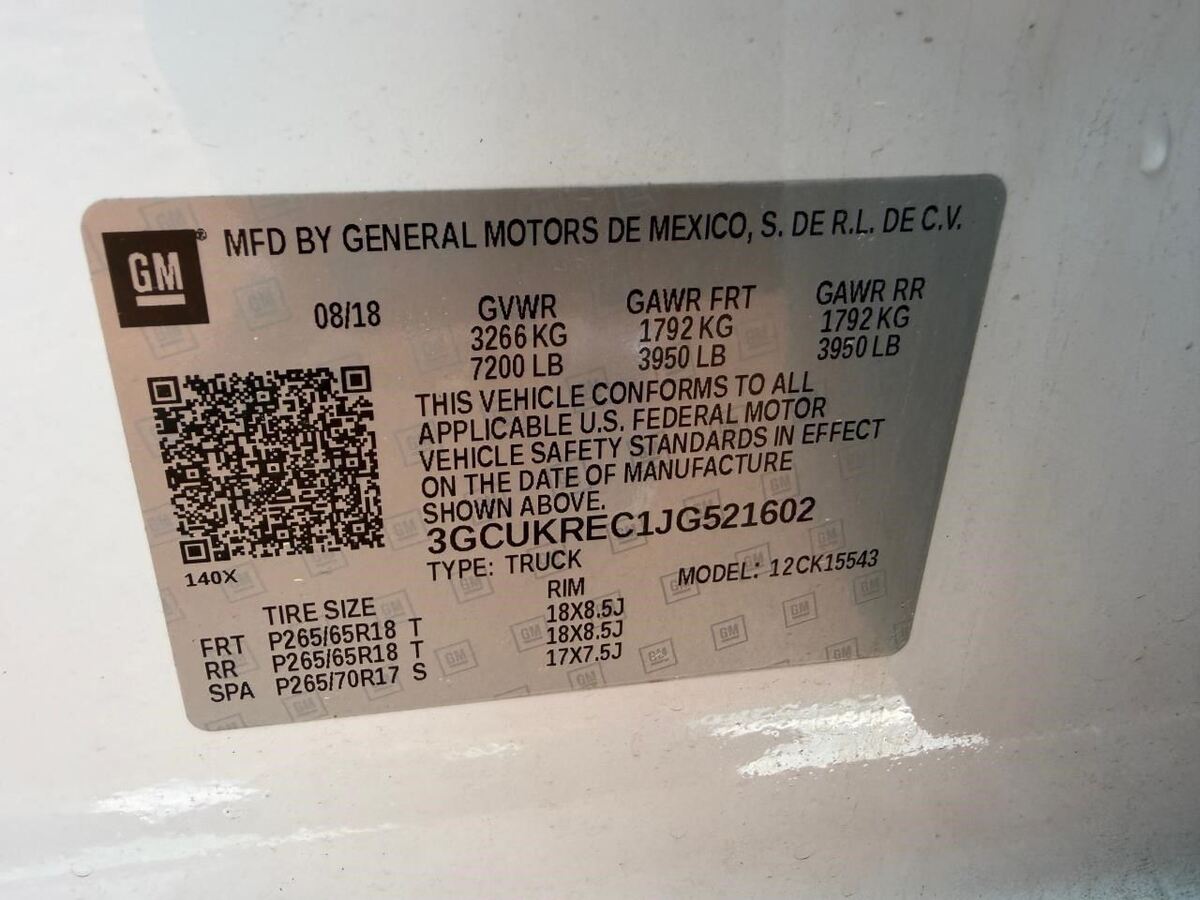 GM® MFD BY GENERAL MOTORS DE MEXICO, S. DE R.L. DE C.V.
08/18 GVWR GAWR FRT GAWR RR
3266 KG 1792 KG 1792 KG
7200 LB 3950 LB 3950 LB
THIS VEHICLE CONFORMS TO ALL
APPLICABLE U.S. FEDERAL MOTOR
VEHICLE SAFETY STANDARDS IN EFFECT
ON THE DATE OF MANUFACTURE
SHOWN ABOVE.
3GCUKREC1JG521602
140X TYPE: TRUCK MODEL: 12CK15543
TIRE SIZE RIM
FRT P265/65R18 T 18X8.5J
RR P265/65R18 T 18X8.5J
SPA P265/70R17 S 17X7.5J